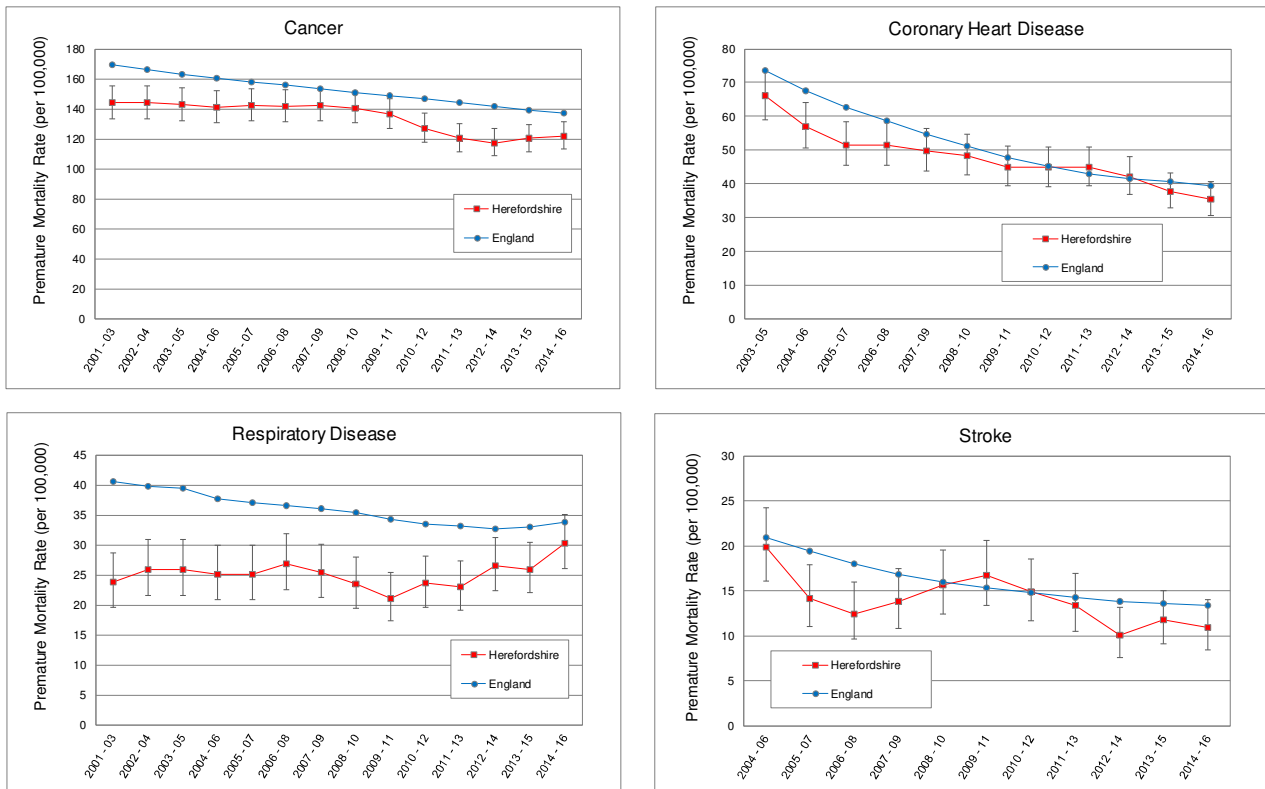 Cancer
Premature Mortality Rate (per 100,000)
180
160
140
120
100
80
60
40
20
0
Herefordshire
England
2001 - 03
2002 - 04
2003 - 05
2004 - 06
2005 - 07
2006 - 08
2007 - 09
2008 - 10
2009 - 11
2010 - 12
2011 - 13
2012 - 14
2013 - 15
2014 - 16
Coronary Heart Disease
Premature Mortality Rate (per 100,000)
80
70
60
50
40
30
20
10
0
Herefordshire
England
2003 - 05
2004 - 06
2005 - 07
2006 - 08
2007 - 09
2008 - 10
2009 - 11
2010 - 12
2011 - 13
2012 - 14
2013 - 15
2014 - 16
Respiratory Disease
Premature Mortality Rate (per 100,000)
45
40
35
30
25
20
15
10
5
0
Herefordshire
England
2001 - 03
2002 - 04
2003 - 05
2004 - 06
2005 - 07
2006 - 08
2007 - 09
2008 - 10
2009 - 11
2010 - 12
2011 - 13
2012 - 14
2013 - 15
2014 - 16
Stroke
Premature Mortality Rate (per 100,000)
30
25
20
15
10
5
0
Herefordshire
England
2004 - 06
2005 - 07
2006 - 08
2007 - 09
2008 - 10
2009 - 11
2010 - 12
2011 - 13
2012 - 14
2013 - 15
2014 - 16